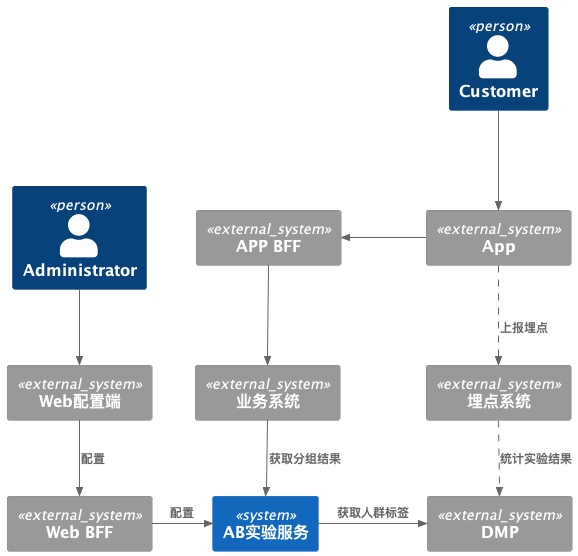 «person»
Customer
«person»
Administrator
«external_system»
APP BFF
«external_system»
App
上报埋点
«external_system»
Web配置端
«external_system»
业务系统
«external_system»
埋点系统
配置
获取分组结果
统计实验结果
«external_system»
Web BFF
配置
«system»
AB实验服务
获取人群标签
«external_system»
DMP